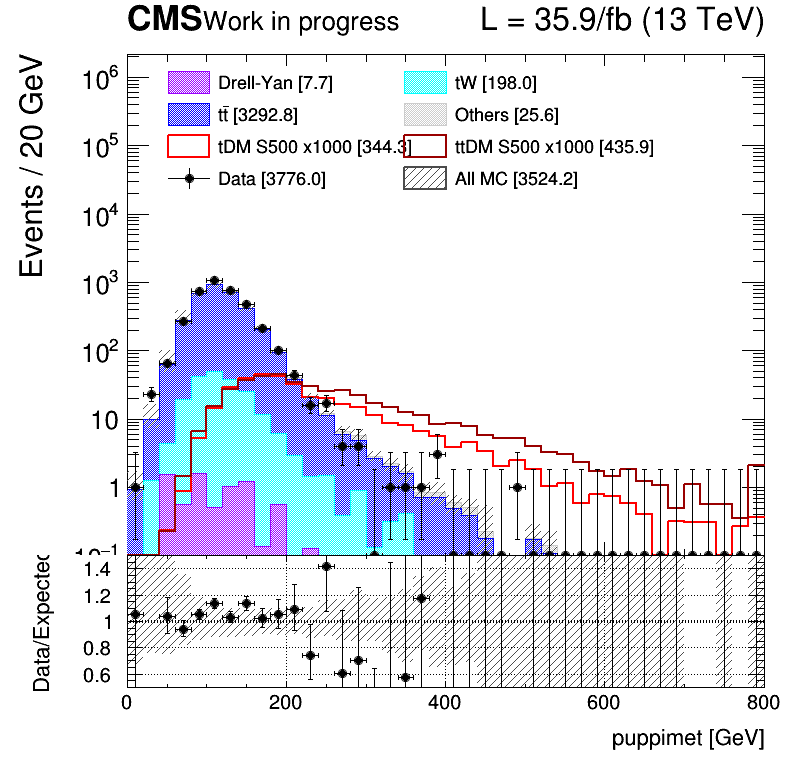 CMS Work in progress L = 35.9/fb (13 TeV)
Events / 20 GeV
10⁶
10⁵
10⁴
10³
10²
10
1
10⁻¹
Drell-Yan [7.7] tW [198.0]
tt̄ [3292.8] Others [25.6]
tDM S500 x1000 [344.3] ttDM S500 x1000 [435.9]
Data [3776.0] All MC [3524.2]
Data/Expected
1.4
1.2
1
0.8
0.6
0 200 400 600 800
puppimet [GeV]